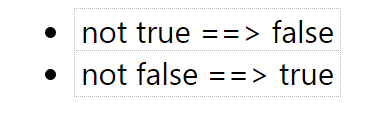 • not true ==> false
• not false ==> true